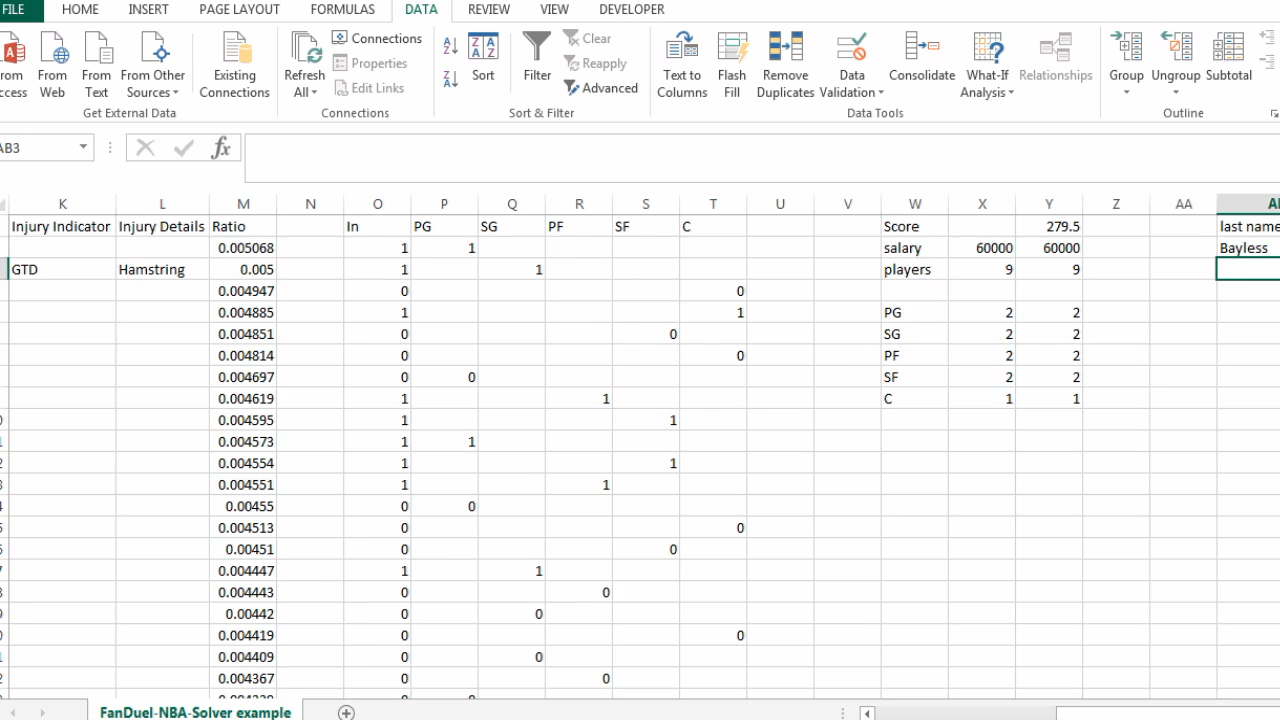 FILE HOME INSERT PAGE LAYOUT FORMULAS DATA REVIEW VIEW DEVELOPER
Connections Clear
Properties Reapply
From Other Existing Refresh Edit Links Sort Filter Advanced Text to Flash Remove Data Consolidate What-If Relationships Group Ungroup Subtotal
From From Sources Connections All Columns Fill Duplicates Validation Analysis
Web Text
Get External Data Connections Sort & Filter Data Tools Outline
AB3 fx
K L M N O P Q R S T U V W X Y Z AA
Injury Indicator Injury Details Ratio In PG SG PF SF C Score 279.5 last name
0.005068 1 1 salary 60000 60000 Bayless
GTD Hamstring 0.005 1 1 players 9 9
0.004947 0 0
0.004885 1 1 PG 2 2
0.004851 0 0 SG 2 2
0.004814 0 0 PF 2 2
0.004697 0 0 SF 2 2
0.004619 1 1 C 1 1
0.004595 1 1
0.004573 1 1
0.004554 1 1
0.004551 1 1
0.00455 0 0
0.004513 0 0
0.00451 0 0
0.004447 1 1
0.004443 0 0
0.00442 0 0
0.004419 0 0
0.004409 0 0
0.004367 0 0
FanDuel-NBA-Solver example